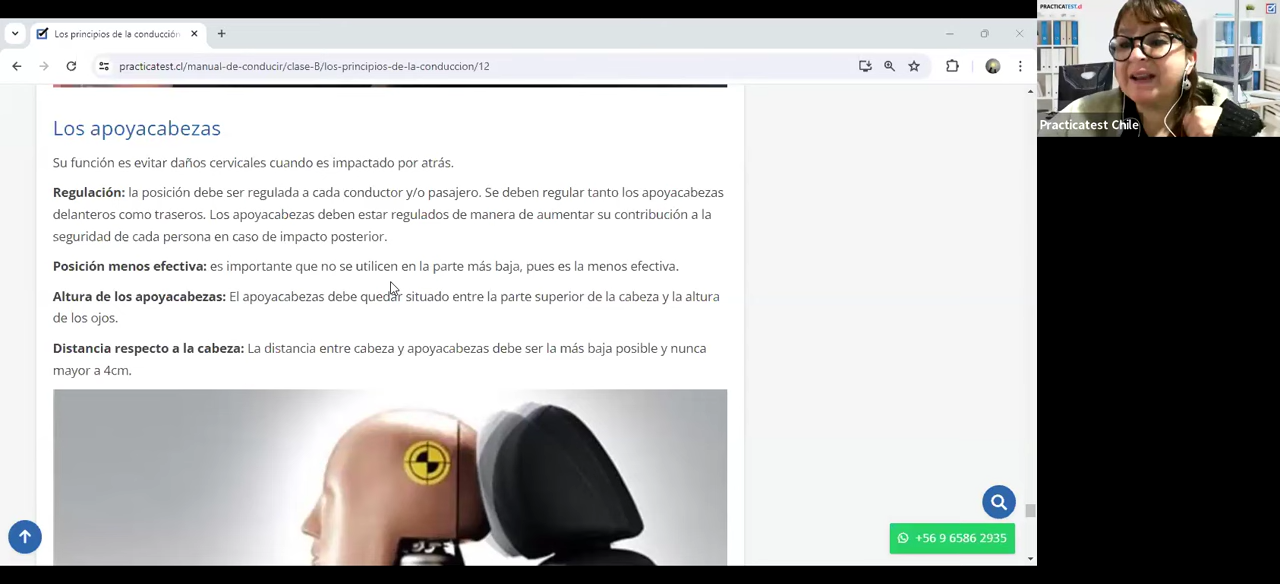 Los principios de la conducción
practicatest.cl/manual-de-conducir/clase-B/los-principios-de-la-conduccion/12
PRACTICATEST.cl
Practicatest Chile
Los apoyacabezas
Su función es evitar daños cervicales cuando es impactado por atrás.
Regulación: la posición debe ser regulada a cada conductor y/o pasajero. Se deben regular tanto los apoyacabezas
delanteros como traseros. Los apoyacabezas deben estar regulados de manera de aumentar su contribución a la
seguridad de cada persona en caso de impacto posterior.
Posición menos efectiva: es importante que no se utilicen en la parte más baja, pues es la menos efectiva.
Altura de los apoyacabezas: El apoyacabezas debe quedar situado entre la parte superior de la cabeza y la altura
de los ojos.
Distancia respecto a la cabeza: La distancia entre cabeza y apoyacabezas debe ser la más baja posible y nunca
mayor a 4cm.
+56 9 6586 2935